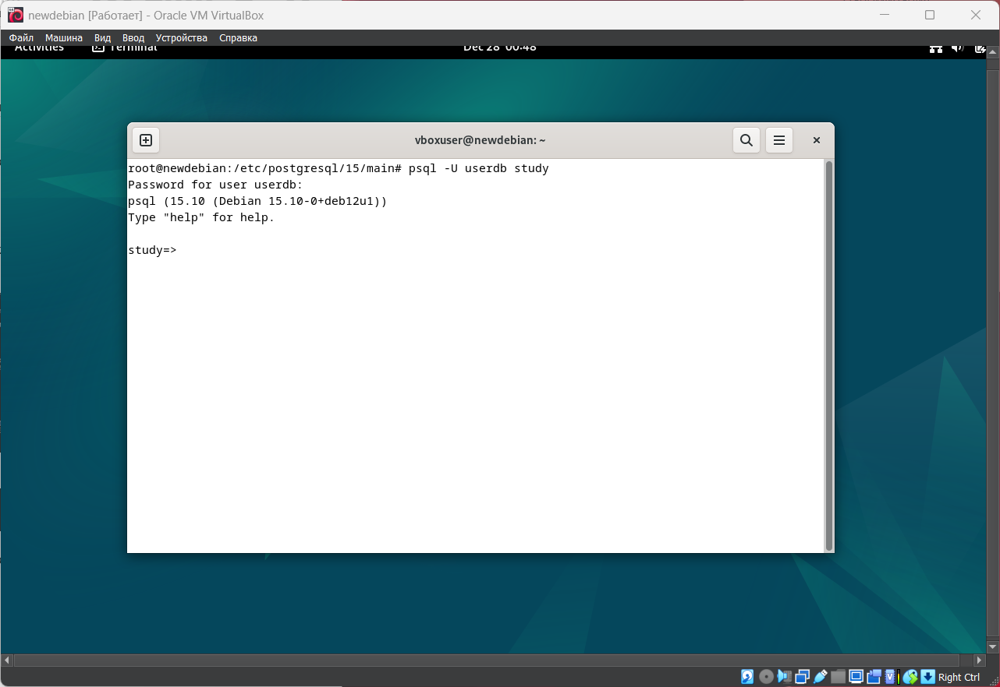 newdebian [Работает] - Oracle VM VirtualBox
Файл Машина Вид Ввод Устройства Справка
Activities Terminal Dec 28 00:48
vboxuser@newdebian: ~
root@newdebian:/etc/postgresql/15/main# psql -U userdb study
Password for user userdb:
psql (15.10 (Debian 15.10-0+deb12u1))
Type "help" for help.
study=>
Right Ctrl